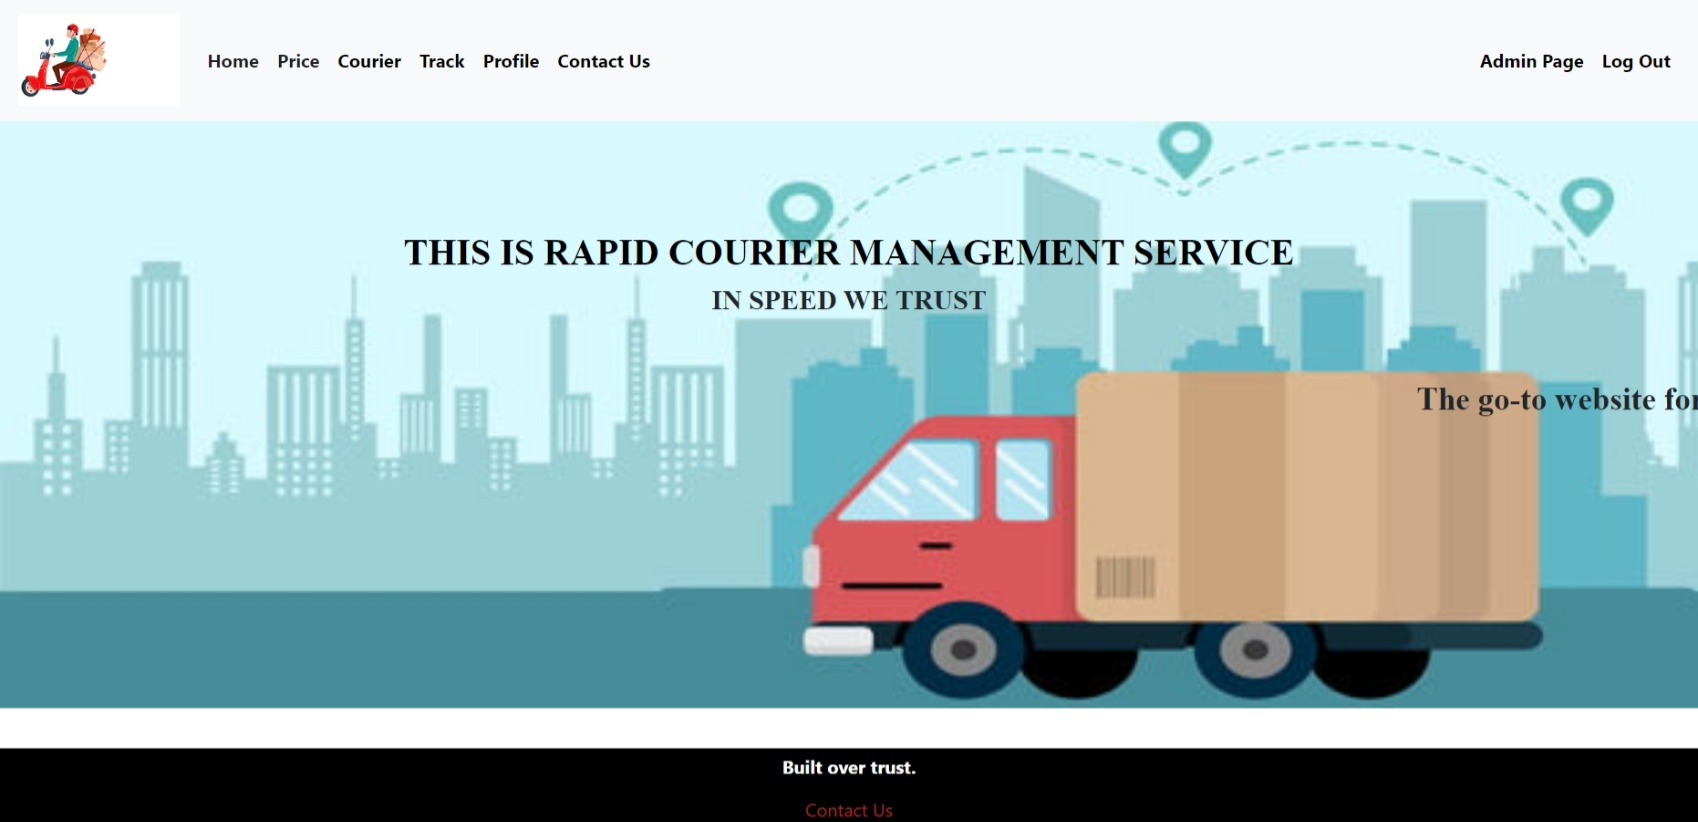 Home Price Courier Track Profile Contact Us Admin Page Log Out
THIS IS RAPID COURIER MANAGEMENT SERVICE
IN SPEED WE TRUST
The go-to website for
Built over trust.
Contact Us